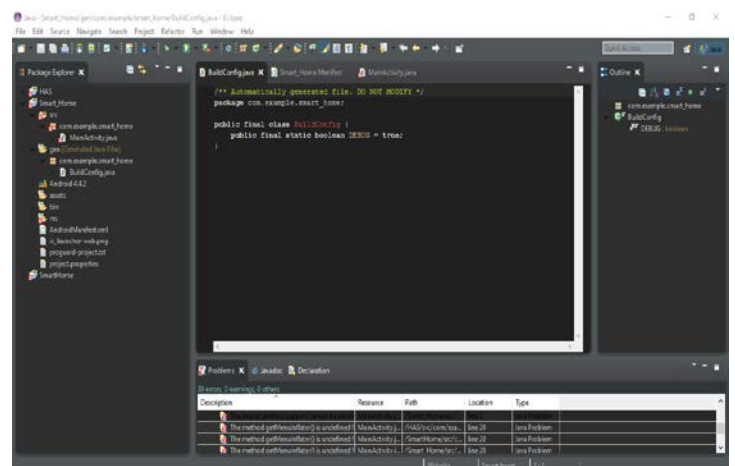 Java - Smart_Home/gen/com/example/smart_home/BuildConfig.java - Eclipse
File Edit Source Navigate Search Project Refactor Run Window Help
Quick Access
Java
Package Explorer
HAS
Smart_Home
src
com.example.smart_home
MainActivity.java
gen [Generated Java Files]
com.example.smart_home
BuildConfig.java
Android 4.4.2
assets
bin
res
AndroidManifest.xml
ic_launcher-web.png
proguard-project.txt
project.properties
SmartHome
BuildConfig.java
Smart_Home Manifest
MainActivity.java
/** Automatically generated file. DO NOT MODIFY */
package com.example.smart_home;
public final class BuildConfig {
public final static boolean DEBUG = true;
}
Outline
com.example.smart_home
BuildConfig
DEBUG : boolean
Problems
Javadoc
Declaration
errors, 2 warnings, 0 others
Description Resource Path Location Type
The method getMenuInflater() is undefined MainActivity.j... /HAS/src/com/exa... line 20 Java Problem
The method getMenuInflater() is undefined MainActivity.j... /SmartHome/src/c... line 20 Java Problem
The method getMenuInflater() is undefined MainActivity.j... /Smart_Home/src/... line 20 Java Problem